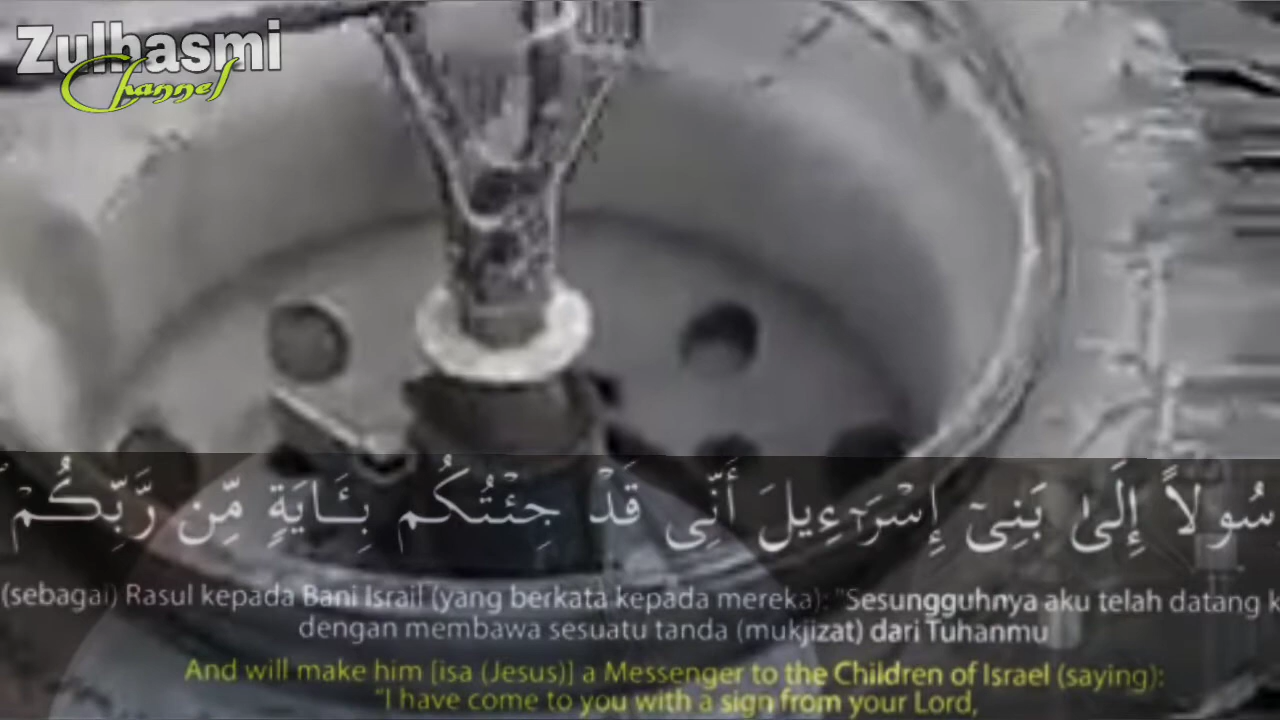 Zulhasmi
Channel
سُولاً إِلَىٰ بَنِىٓ إِسْرَٰٓءِيلَ أَنِّى قَدْ جِئْتُكُم بِـَٔايَةٍ مِّن رَّبِّكُمْ
(sebagai) Rasul kepada Bani Israil (yang berkata kepada mereka): "Sesungguhnya aku telah datang k
dengan membawa sesuatu tanda (mukjizat) dari Tuhanmu
And will make him [isa (Jesus)] a Messenger to the Children of Israel (saying):
"I have come to you with a sign from your Lord,